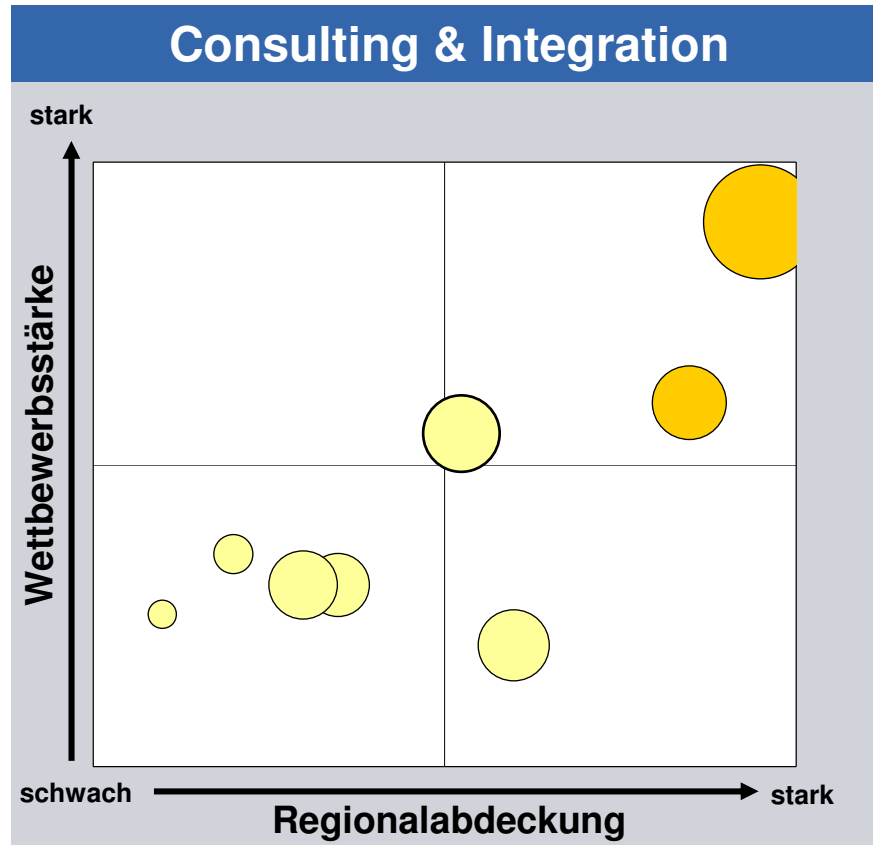 Consulting & Integration
stark
Wettbewerbsstärke
schwach
stark
Regionalabdeckung